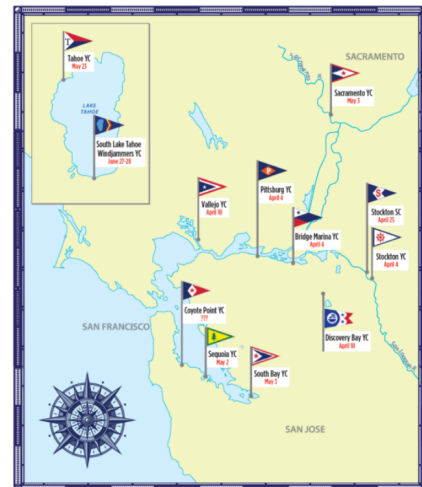 Tahoe YC
May 23
LAKE
TAHOE
South Lake Tahoe
Windjammers YC
June 27-28
SACRAMENTO
Sacramento YC
May 3
Pittsburg YC
April 4
Vallejo YC
April 18
Bridge Marina YC
April 4
Stockton SC
April 25
Stockton YC
April 4
Coyote Point YC
???
SAN FRANCISCO
Sequoia YC
May 2
South Bay YC
May 3
Discovery Bay YC
April 18
SAN JOSE